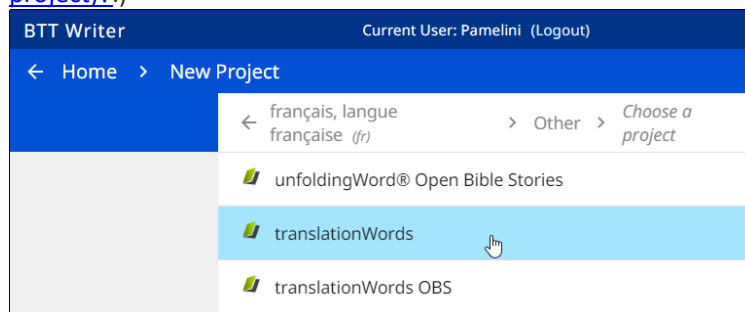 project)?.)
BTT Writer Current User: Pamelini (Logout)
← Home > New Project
← français, langue française (fr) > Other > Choose a project
unfoldingWord® Open Bible Stories
translationWords
translationWords OBS